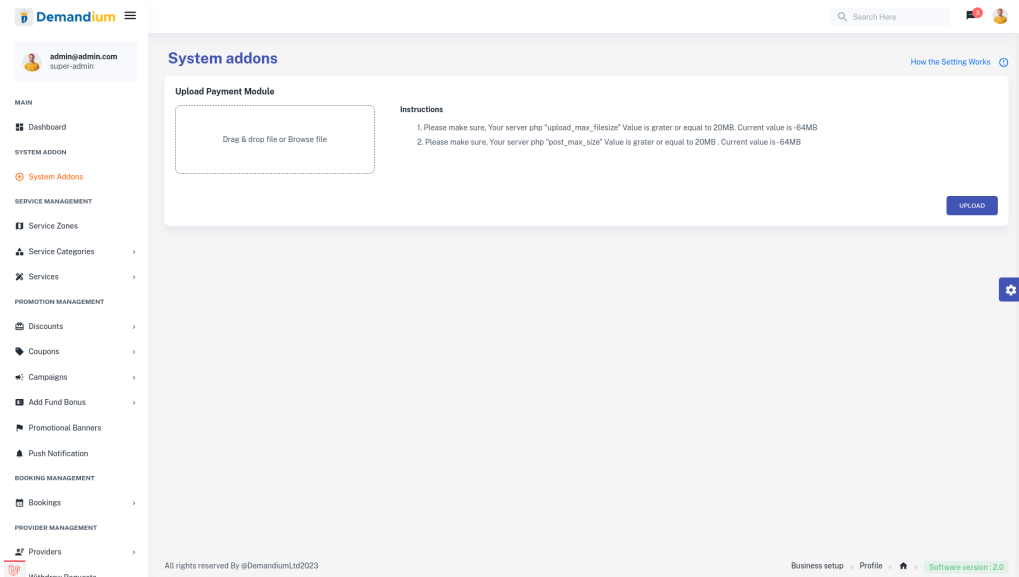 Demandium
Search Here
3
admin@admin.com
super-admin
MAIN
Dashboard
SYSTEM ADDON
System Addons
SERVICE MANAGEMENT
Service Zones
Service Categories
Services
PROMOTION MANAGEMENT
Discounts
Coupons
Campaigns
Add Fund Bonus
Promotional Banners
Push Notification
BOOKING MANAGEMENT
Bookings
PROVIDER MANAGEMENT
Providers
Withdraw Requests
System addons
How the Setting Works
Upload Payment Module
Drag & drop file or Browse file
Instructions
1. Please make sure, Your server php "upload_max_filesize" Value is grater or equal to 20MB. Current value is-64MB
2. Please make sure, Your server php "post_max_size" Value is grater or equal to 20MB . Current value is-64MB
UPLOAD
All rights reserved By @DemandiumLtd2023
Business setup
Profile
Software version : 2.0